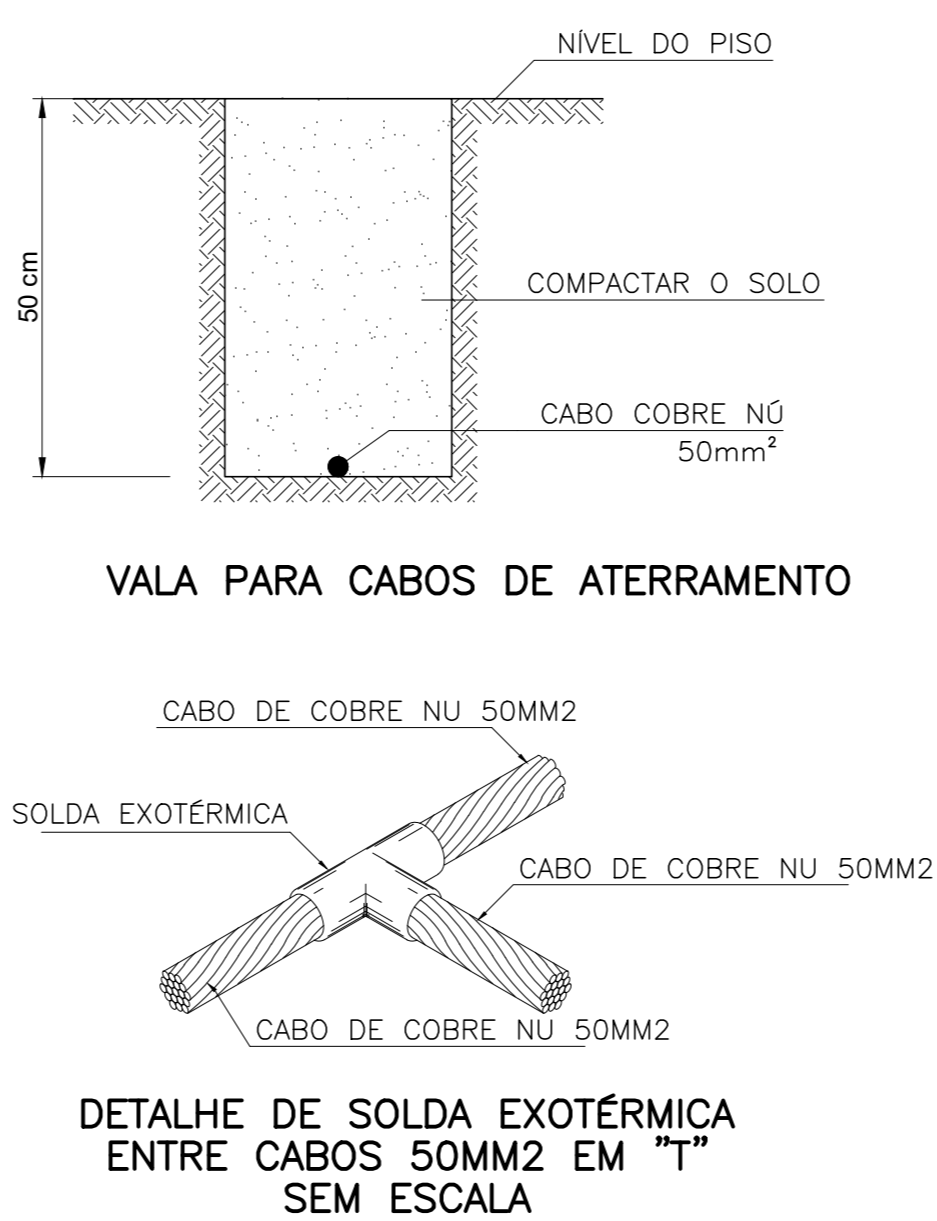 NÍVEL DO PISO
50 cm
COMPACTAR O SOLO
CABO COBRE NÚ
50mm²
VALA PARA CABOS DE ATERRAMENTO
CABO DE COBRE NU 50MM2
SOLDA EXOTÉRMICA
CABO DE COBRE NU 50MM2
CABO DE COBRE NU 50MM2
DETALHE DE SOLDA EXOTÉRMICA
ENTRE CABOS 50MM2 EM "T"
SEM ESCALA